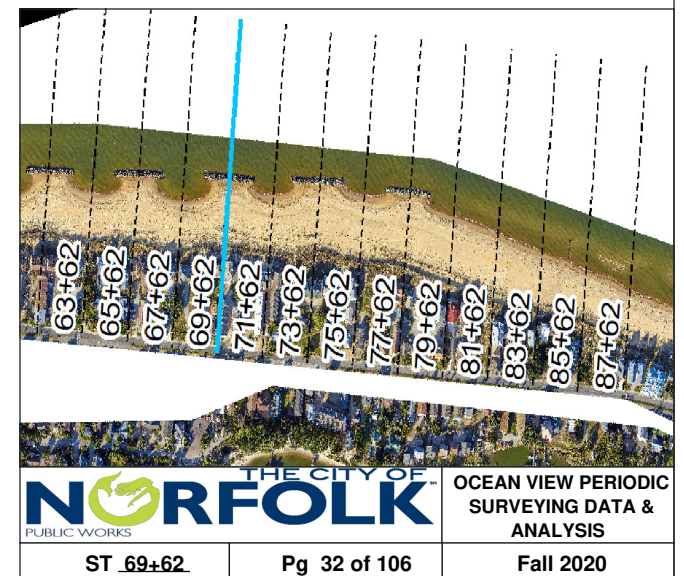 63+62
65+62
67+62
69+62
71+62
73+62
75+62
77+62
79+62
81+62
83+62
85+62
87+62
THE CITY OF
NORFOLK
PUBLIC WORKS
OCEAN VIEW PERIODIC
SURVEYING DATA &
ANALYSIS
ST 69+62
Pg 32 of 106
Fall 2020